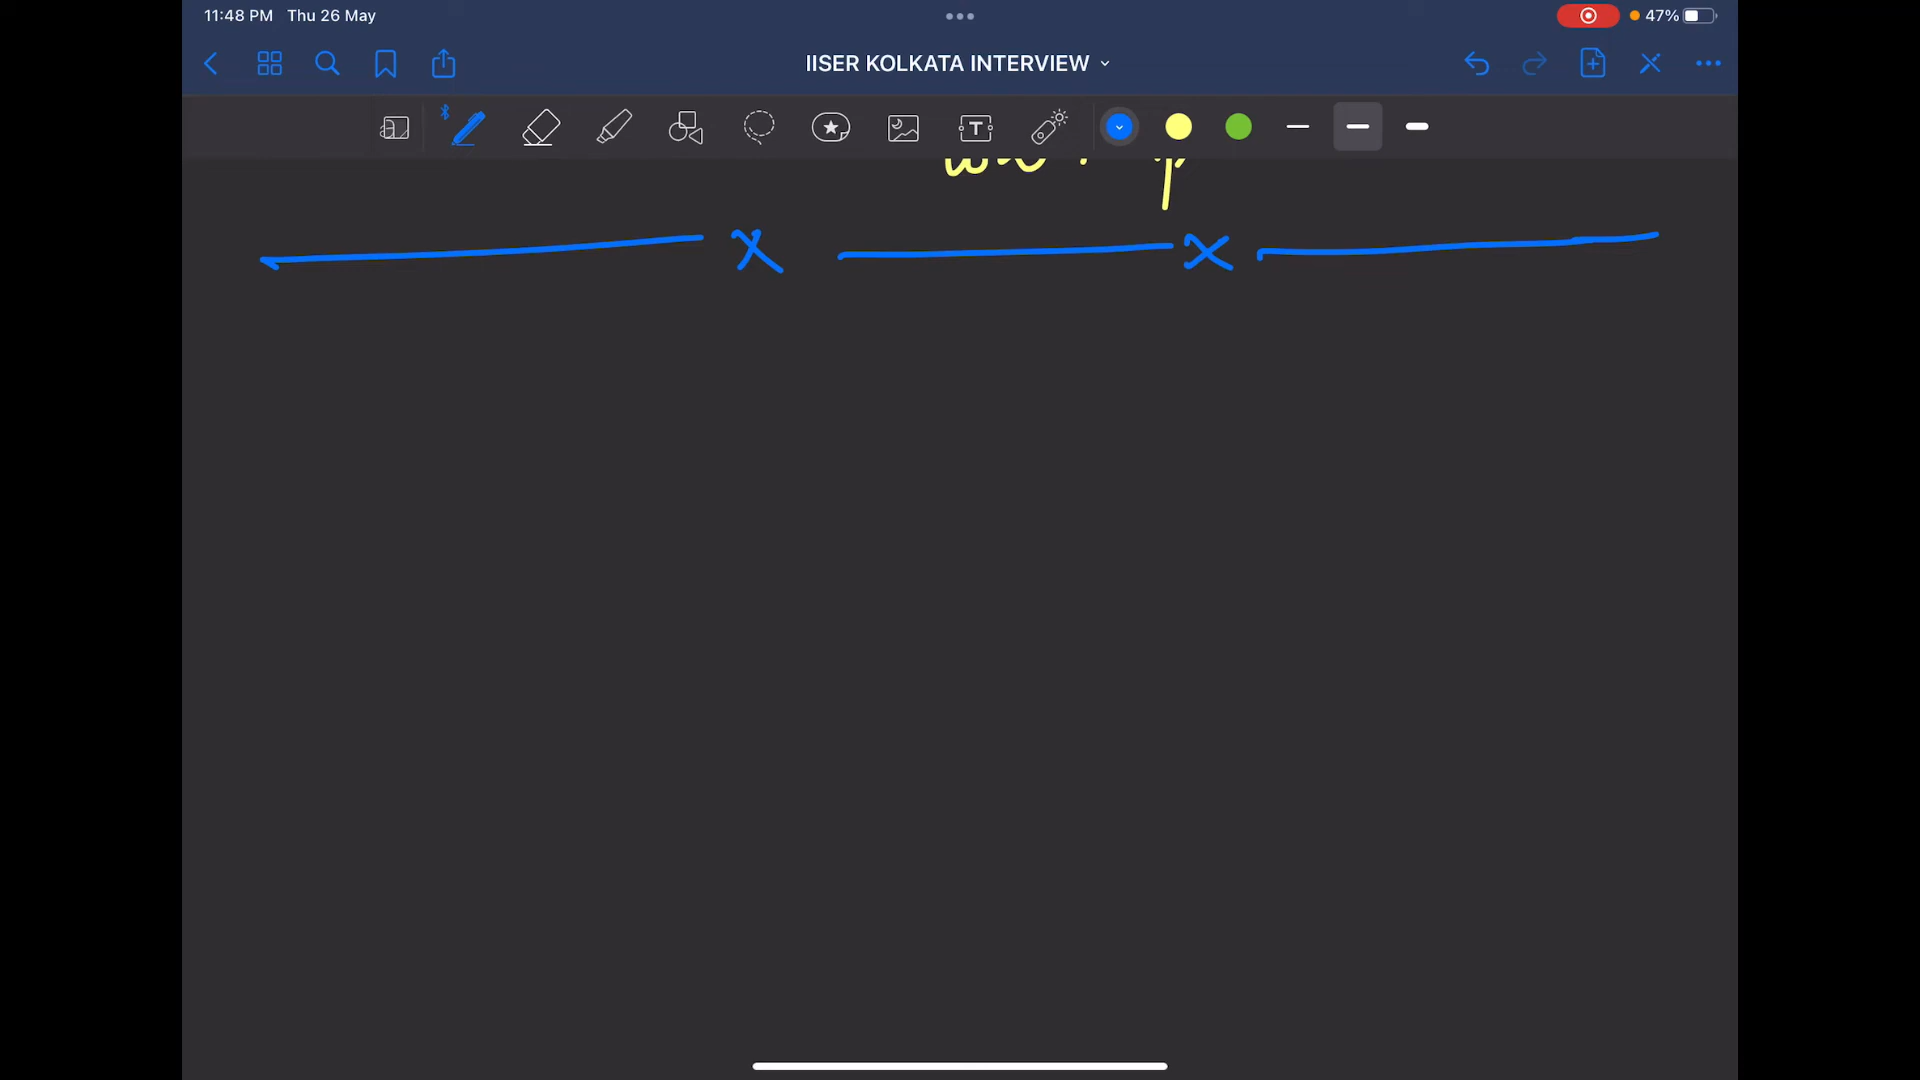 11:48 PM Thu 26 May
47%
IISER KOLKATA INTERVIEW
T
x x